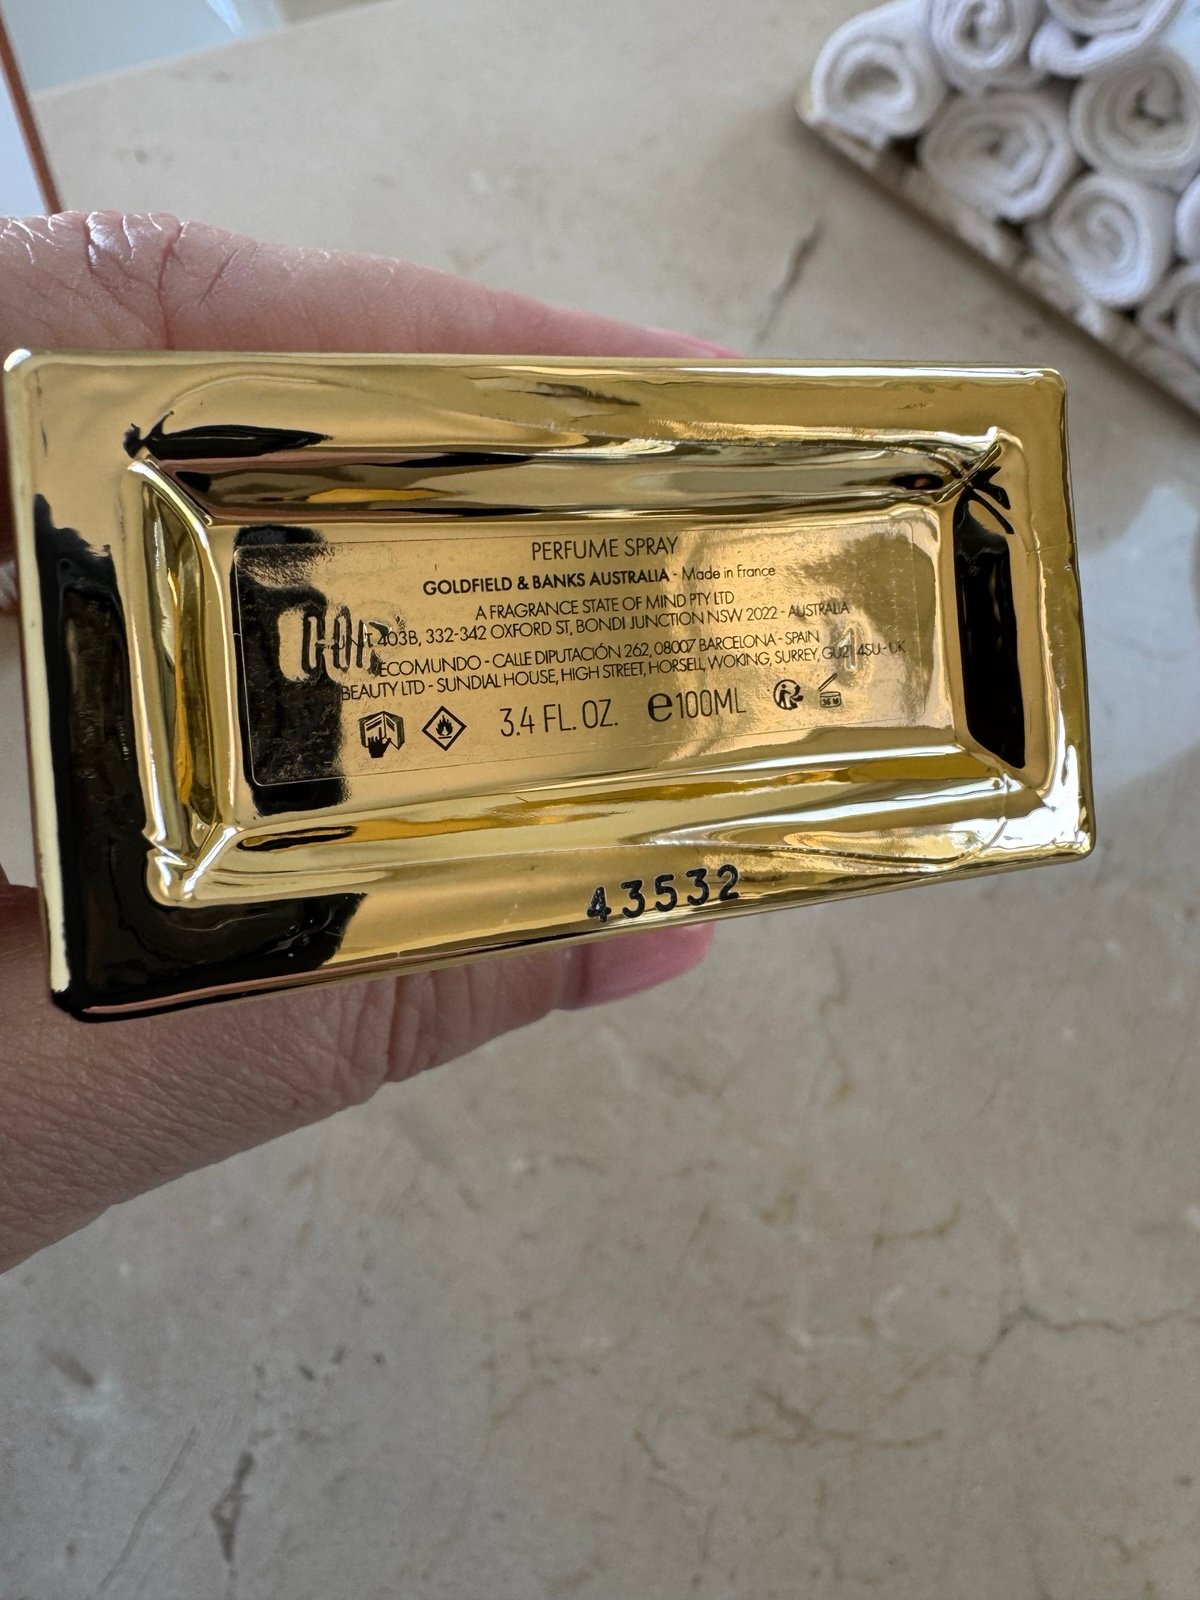 PERFUME SPRAY
GOLDFIELD & BANKS AUSTRALIA - Made in France
A FRAGRANCE STATE OF MIND PTY LTD
403B, 332-342 OXFORD ST, BONDI JUNCTION NSW 2022 - AUSTRALIA
ECOMUNDO - CALLE DIPUTACIÓN 262, 08007 BARCELONA - SPAIN
BEAUTY LTD - SUNDIAL HOUSE, HIGH STREET, HORSELL, WOKING, SURREY, GU21 4SU - UK
3.4 FL. OZ. e100ML
36 M
43532